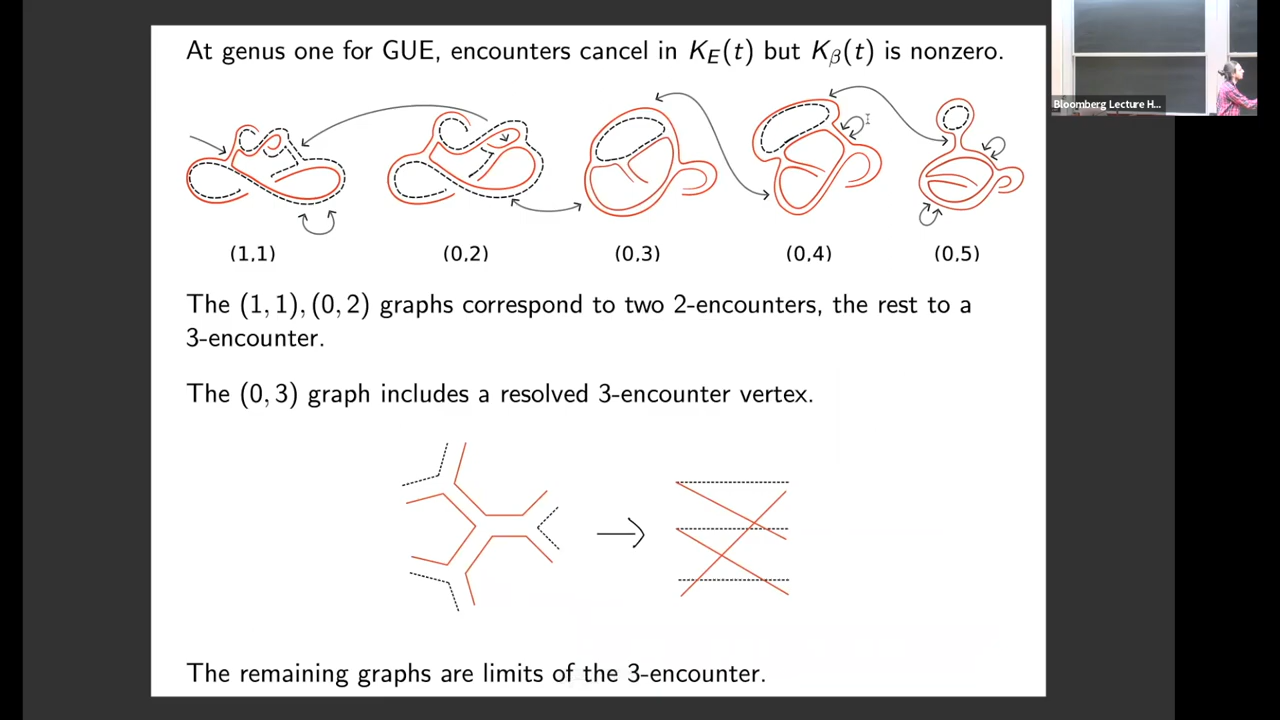 At genus one for GUE, encounters cancel in K_E(t) but K_β(t) is nonzero.
Bloomberg Lecture H...
(1,1) (0,2) (0,3) (0,4) (0,5)
The (1, 1), (0, 2) graphs correspond to two 2-encounters, the rest to a
3-encounter.
The (0, 3) graph includes a resolved 3-encounter vertex.
The remaining graphs are limits of the 3-encounter.